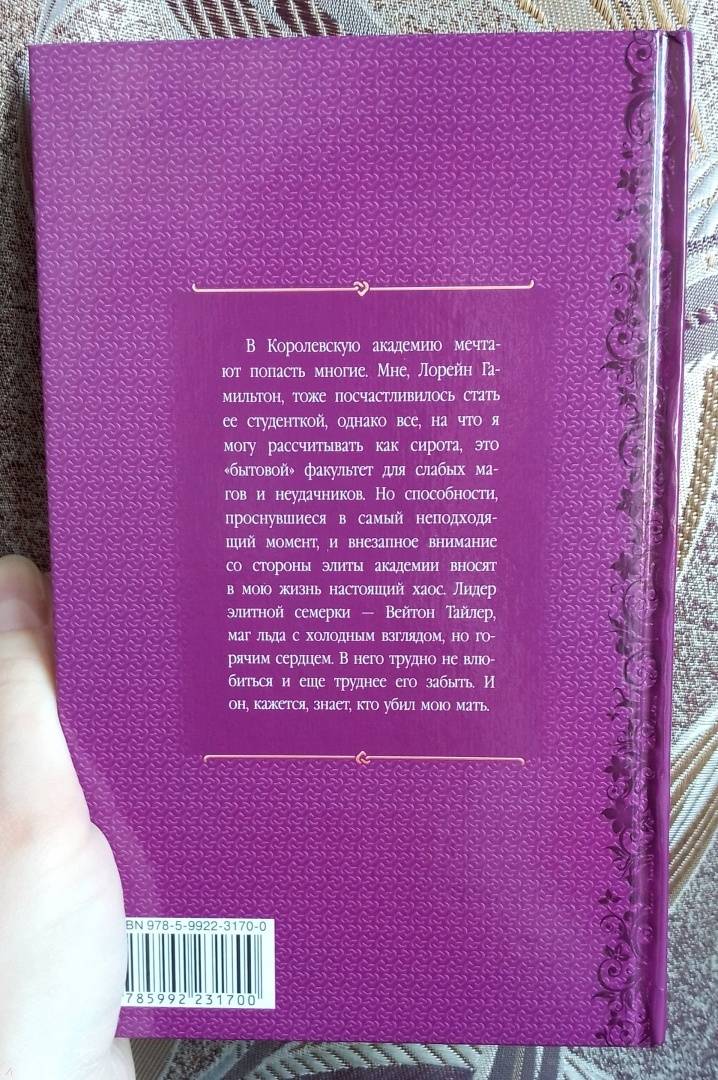 В Королевскую академию мечта-
ют попасть многие. Мне, Лорейн Га-
мильтон, тоже посчастливилось стать
ее студенткой, однако все, на что я
могу рассчитывать как сирота, это
«бытовой» факультет для слабых ма-
гов и неудачников. Но способности,
проснувшиеся в самый неподходя-
щий момент, и внезапное внимание
со стороны элиты академии вносят
в мою жизнь настоящий хаос. Лидер
элитной семерки — Вейтон Тайлер,
маг льда с холодным взглядом, но го-
рячим сердцем. В него трудно не влю-
биться и еще труднее его забыть. И
он, кажется, знает, кто убил мою мать.
BN 978-5-9922-3170-0
785992 231700